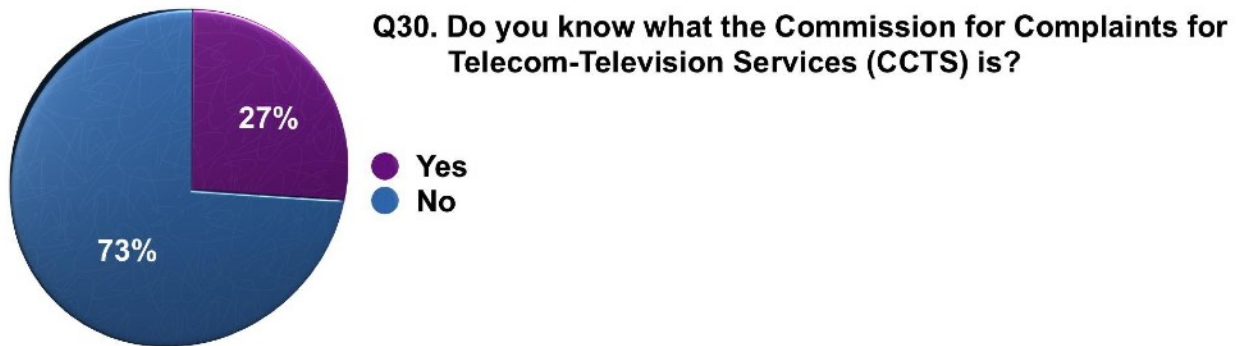 Q30. Do you know what the Commission for Complaints for
Telecom-Television Services (CCTS) is?
27%
Yes
No
73%